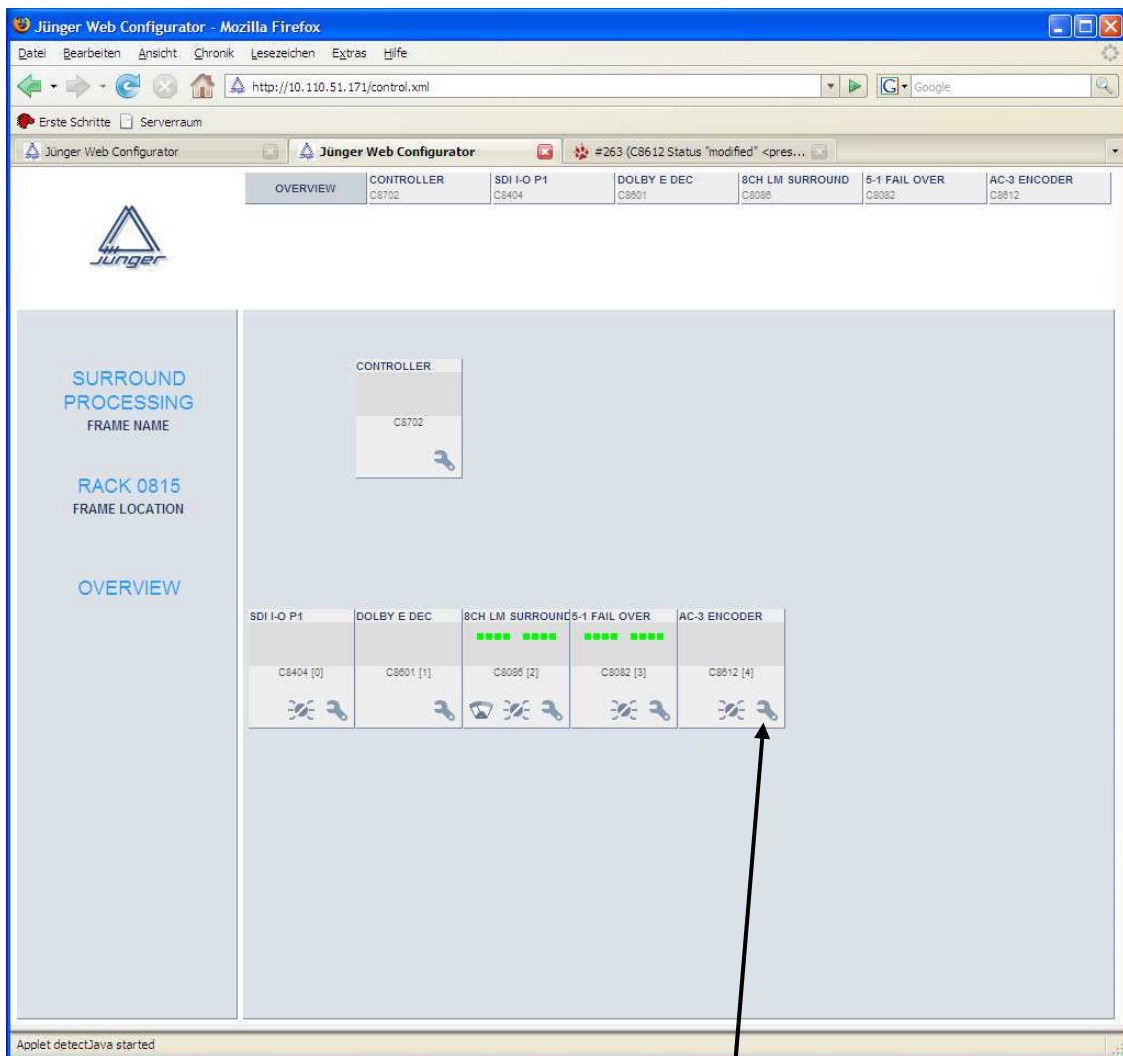 Jünger Web Configurator - Mozilla Firefox
Datei Bearbeiten Ansicht Chronik Lesezeichen Extras Hilfe
http://10.110.51.171/control.xml
Google
Erste Schritte Serverraum
Jünger Web Configurator
Jünger Web Configurator
#263 (C8612 Status "modified" <pres...
OVERVIEW
CONTROLLER
C8702
SDI I-O P1
C8404
DOLBY E DEC
C8601
8CH LM SURROUND
C8086
5-1 FAIL OVER
C8082
AC-3 ENCODER
C8612
Jünger
SURROUND
PROCESSING
FRAME NAME
RACK 0815
FRAME LOCATION
OVERVIEW
CONTROLLER
C8702
SDI I-O P1
C8404 [0]
DOLBY E DEC
C8601 [1]
8CH LM SURROUND
C8086 [2]
5-1 FAIL OVER
C8082 [3]
AC-3 ENCODER
C8612 [4]
Applet detectJava started